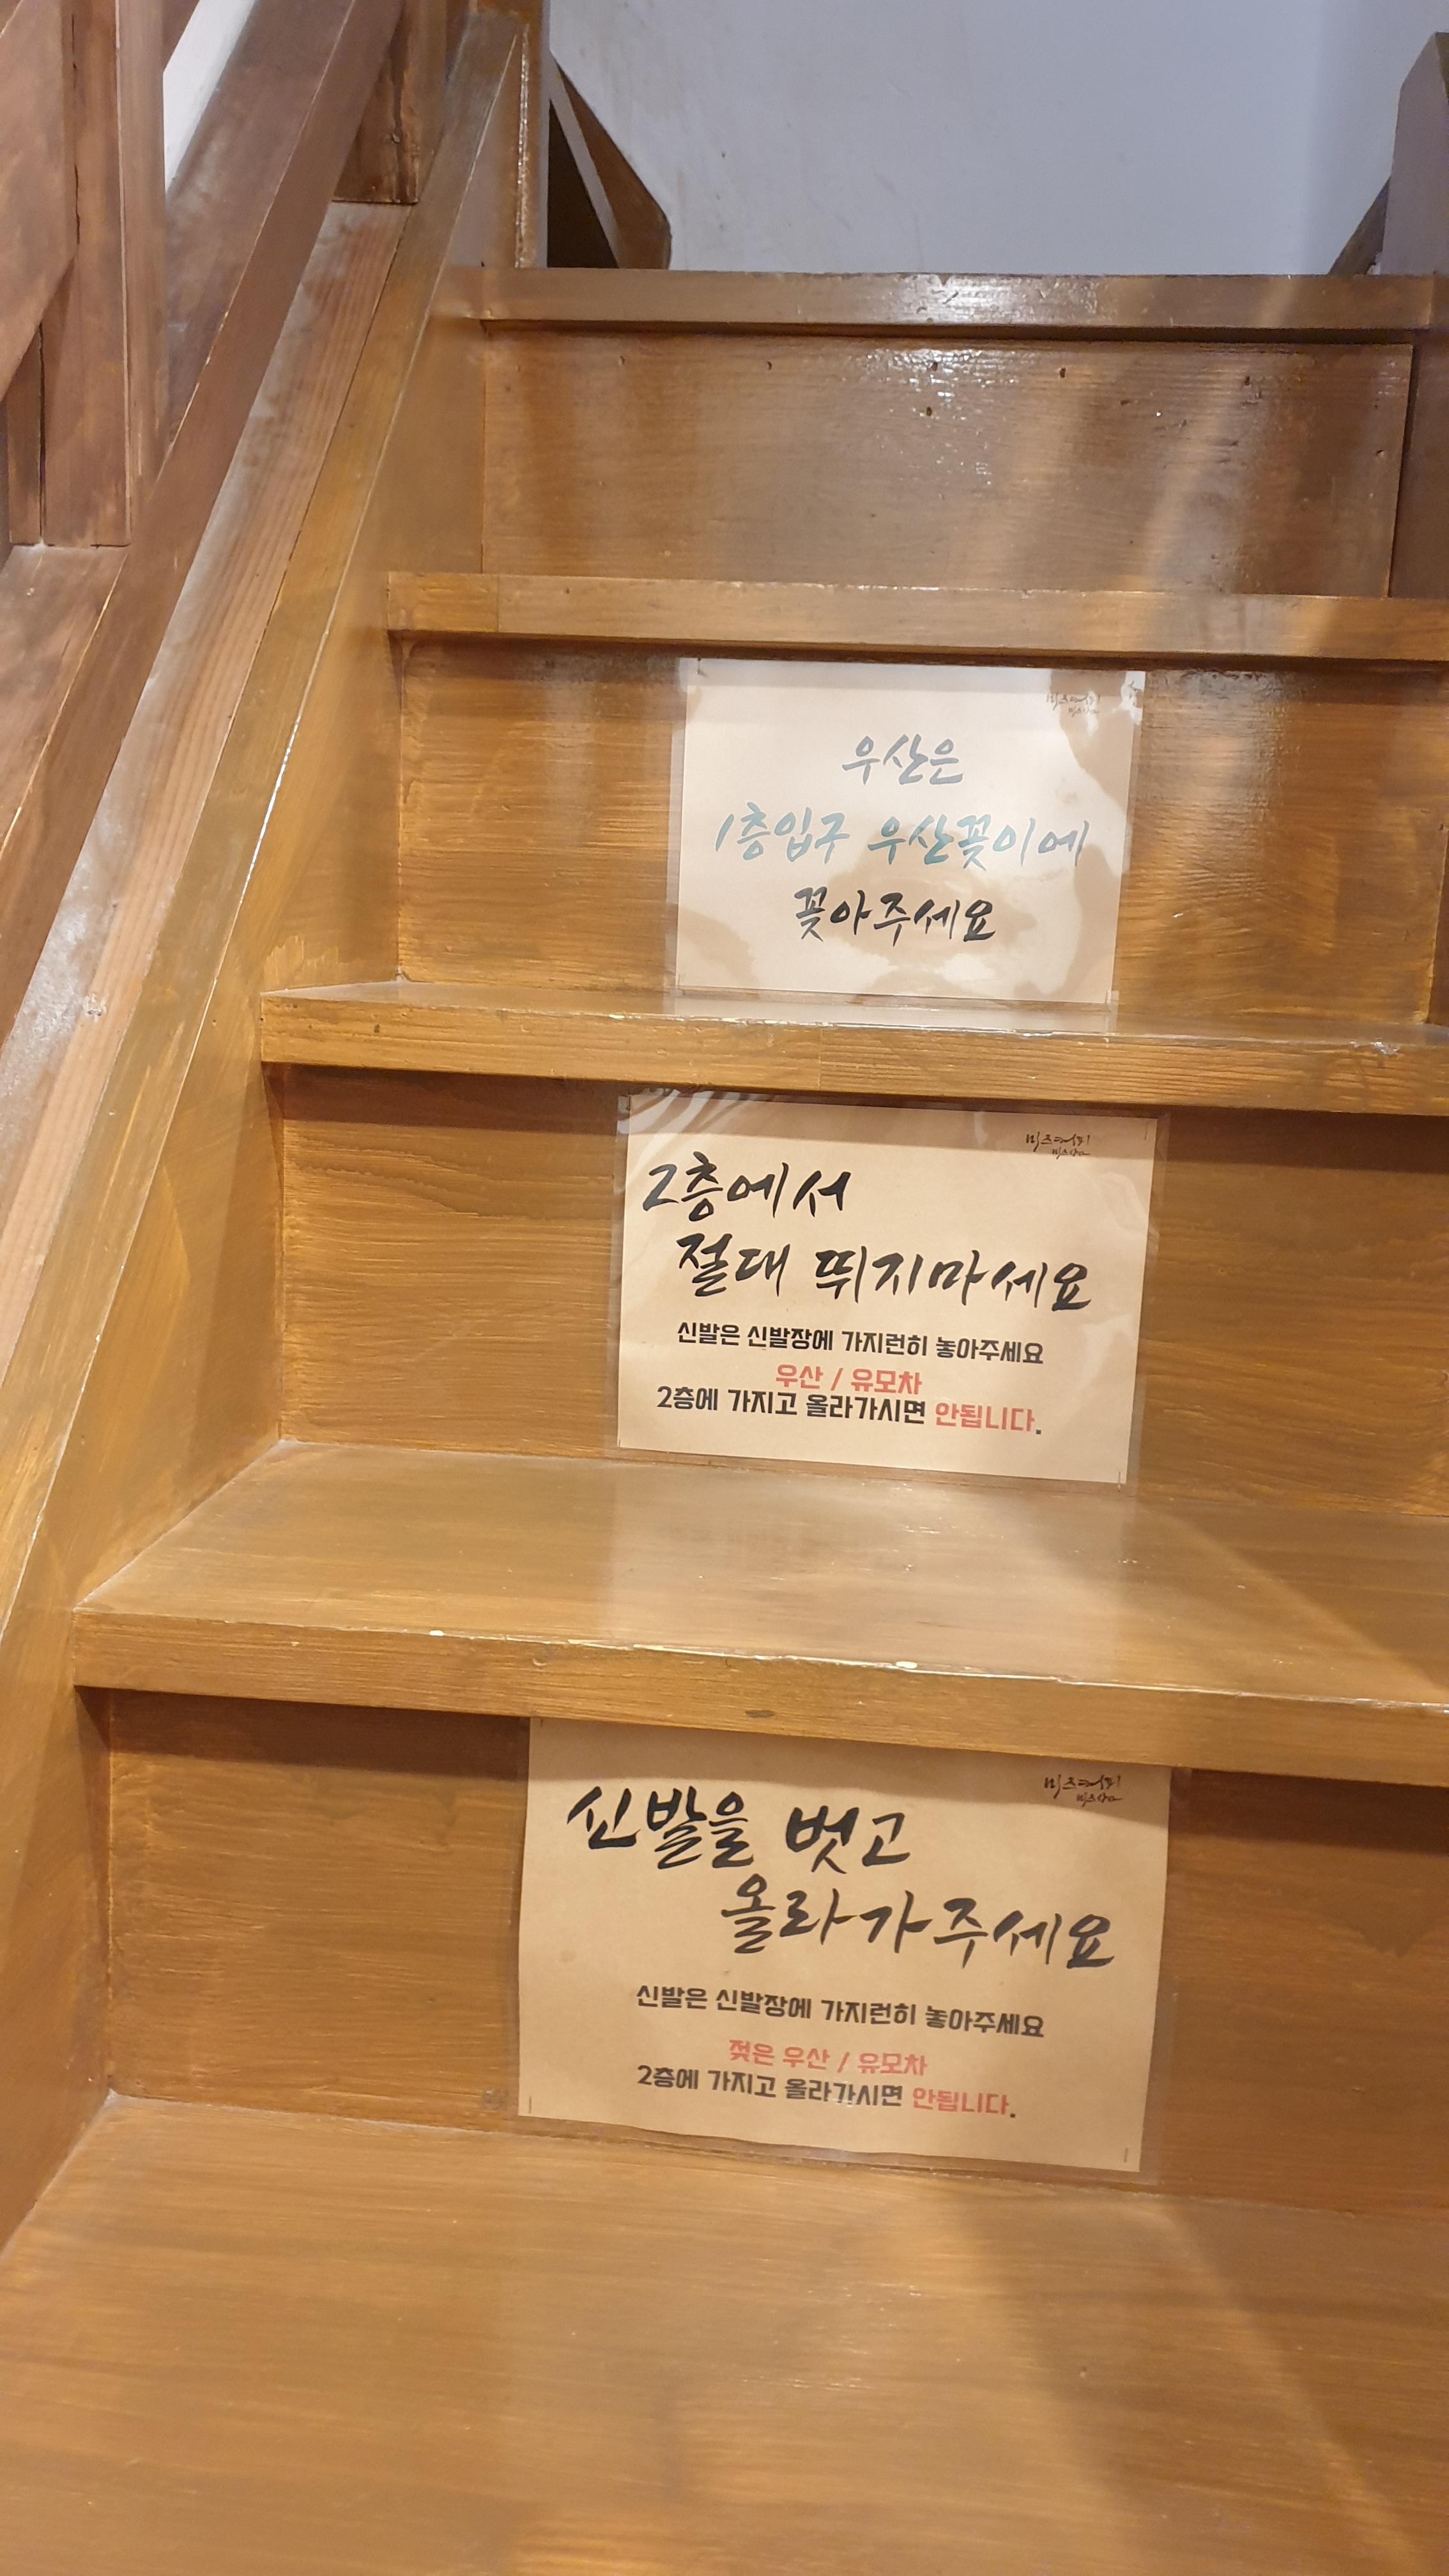 우산은
1층입구 우산꽂이에
꽂아주세요
2층에서
절대 뛰지마세요
신발은 신발장에 가지런히 놓아주세요
우산 / 유모차
2층에 가지고 올라가시면 안됩니다.
신발을 벗고
올라가주세요
신발은 신발장에 가지런히 놓아주세요
젖은 우산 / 유모차
2층에 가지고 올라가시면 안됩니다.